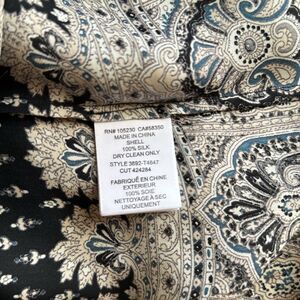 RN# 105230 CA#58350
MADE IN CHINA
SHELL
100% SILK
DRY CLEAN ONLY
STYLE 3692-T4647
CUT 424284
FABRIQUÉ EN CHINE
EXTERIEUR
100% SOIE
NETTOYAGE À SEC
UNIQUEMENT